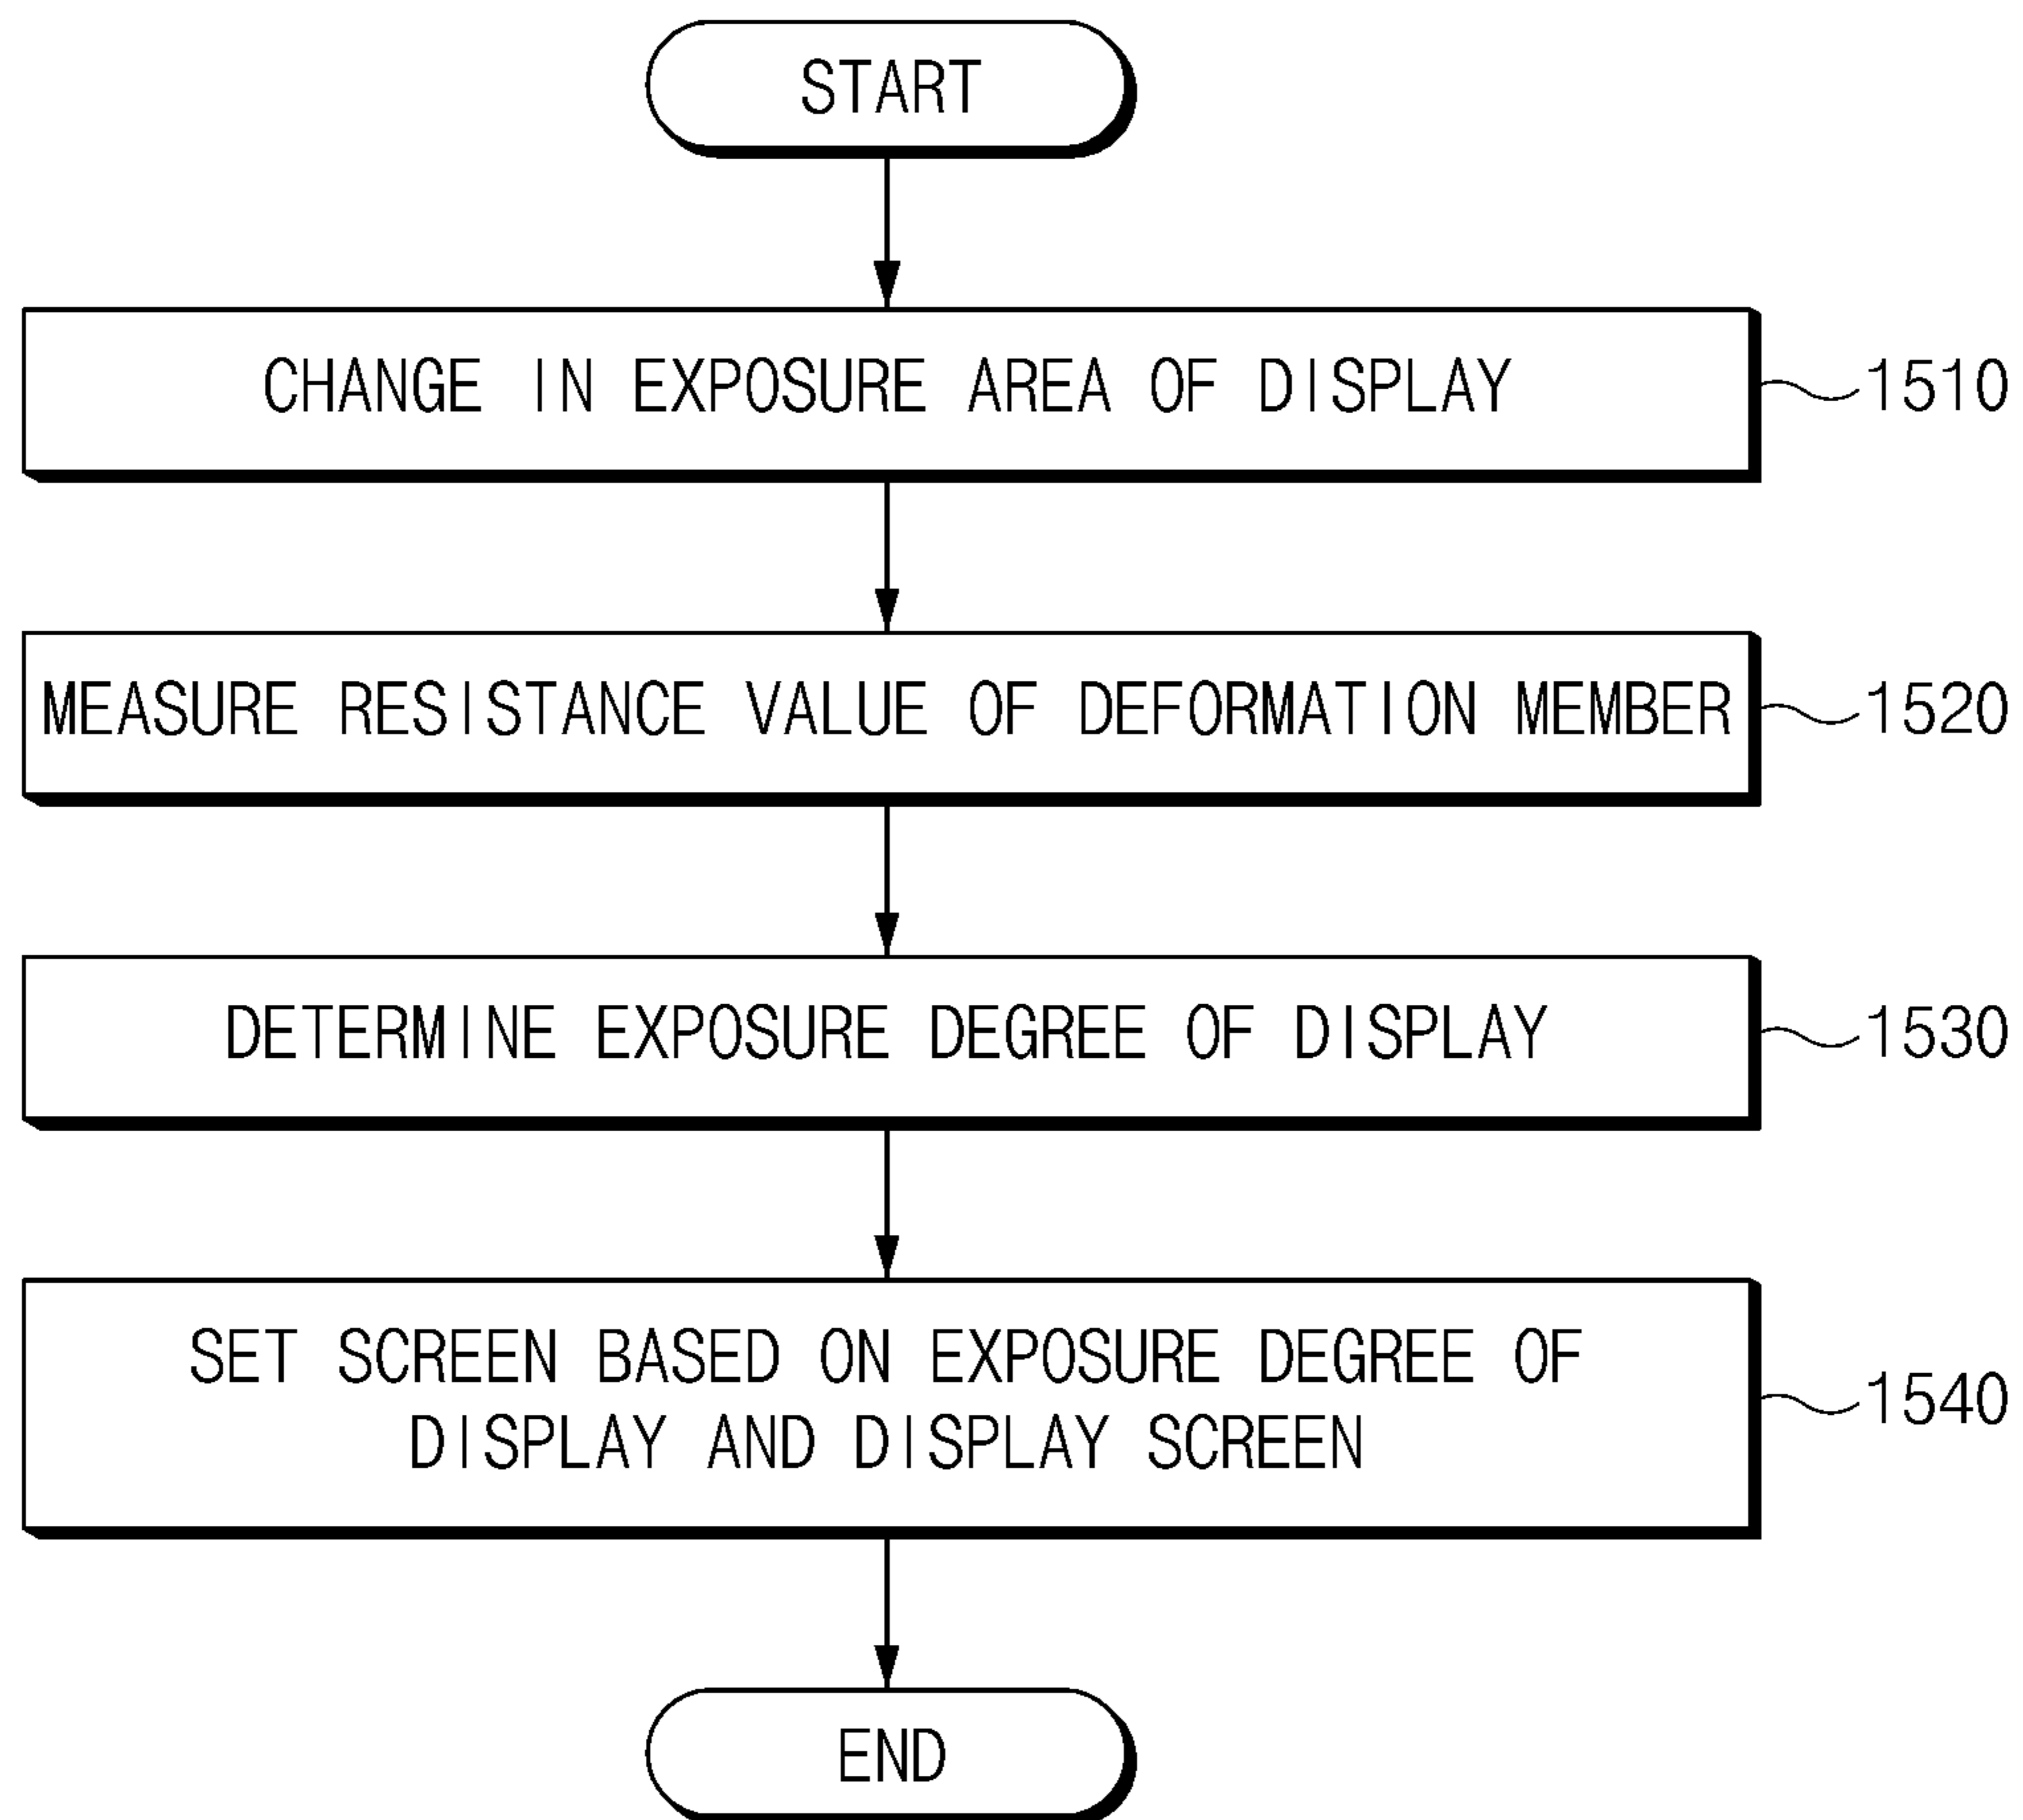 START
CHANGE IN EXPOSURE AREA OF DISPLAY
1510
MEASURE RESISTANCE VALUE OF DEFORMATION MEMBER
1520
DETERMINE EXPOSURE DEGREE OF DISPLAY
1530
SET SCREEN BASED ON EXPOSURE DEGREE OF
DISPLAY AND DISPLAY SCREEN
1540
END